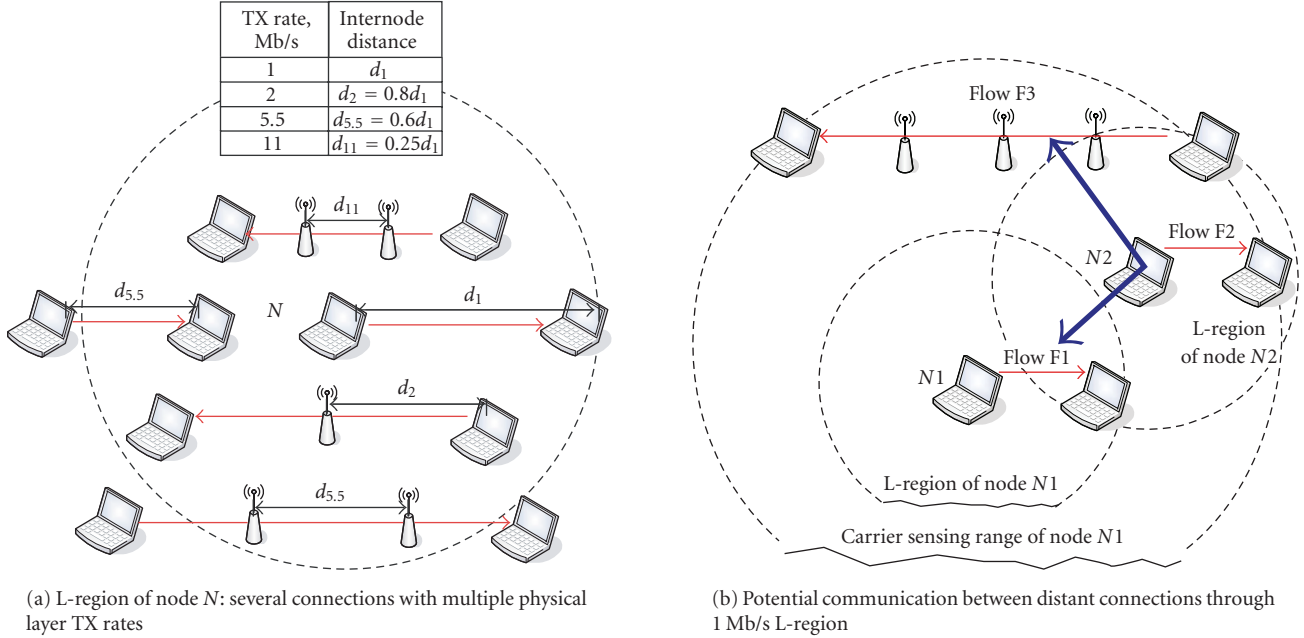 TX rate, Mb/s Internode distance
1 d₁
2 d₂ = 0.8d₁
5.5 d₅.₅ = 0.6d₁
11 d₁₁ = 0.25d₁
d₁₁
d₅.₅
N
d₁
d₂
d₅.₅
(a) L-region of node N: several connections with multiple physical
layer TX rates
Flow F3
Flow F2
N2
L-region
of node N2
N1
Flow F1
L-region of node N1
Carrier sensing range of node N1
(b) Potential communication between distant connections through
1 Mb/s L-region